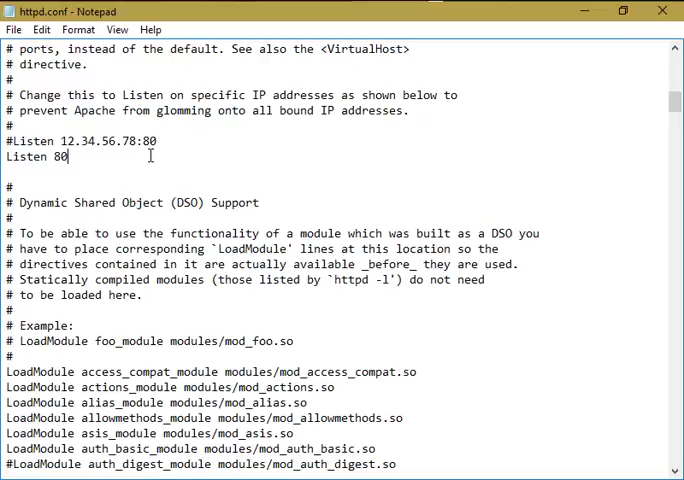 httpd.conf - Notepad
File Edit Format View Help
# ports, instead of the default. See also the <VirtualHost>
# directive.
#
# Change this to Listen on specific IP addresses as shown below to
# prevent Apache from glomming onto all bound IP addresses.
#
#Listen 12.34.56.78:80
Listen 80
#
# Dynamic Shared Object (DSO) Support
#
# To be able to use the functionality of a module which was built as a DSO you
# have to place corresponding `LoadModule' lines at this location so the
# directives contained in it are actually available _before_ they are used.
# Statically compiled modules (those listed by `httpd -l') do not need
# to be loaded here.
#
# Example:
# LoadModule foo_module modules/mod_foo.so
#
LoadModule access_compat_module modules/mod_access_compat.so
LoadModule actions_module modules/mod_actions.so
LoadModule alias_module modules/mod_alias.so
LoadModule allowmethods_module modules/mod_allowmethods.so
LoadModule asis_module modules/mod_asis.so
LoadModule auth_basic_module modules/mod_auth_basic.so
#LoadModule auth_digest_module modules/mod_auth_digest.so